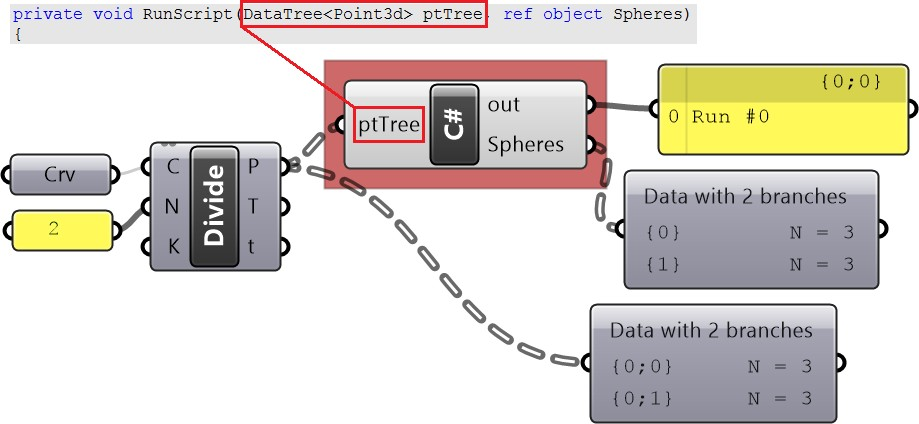 private void RunScript(DataTree<Point3d> ptTree, ref object Spheres)
{
{0;0}
0 Run #0
ptTree
C#
out
Spheres
Crv
2
C
N
K
Divide
P
T
t
Data with 2 branches
{0} N = 3
{1} N = 3
Data with 2 branches
{0;0} N = 3
{0;1} N = 3